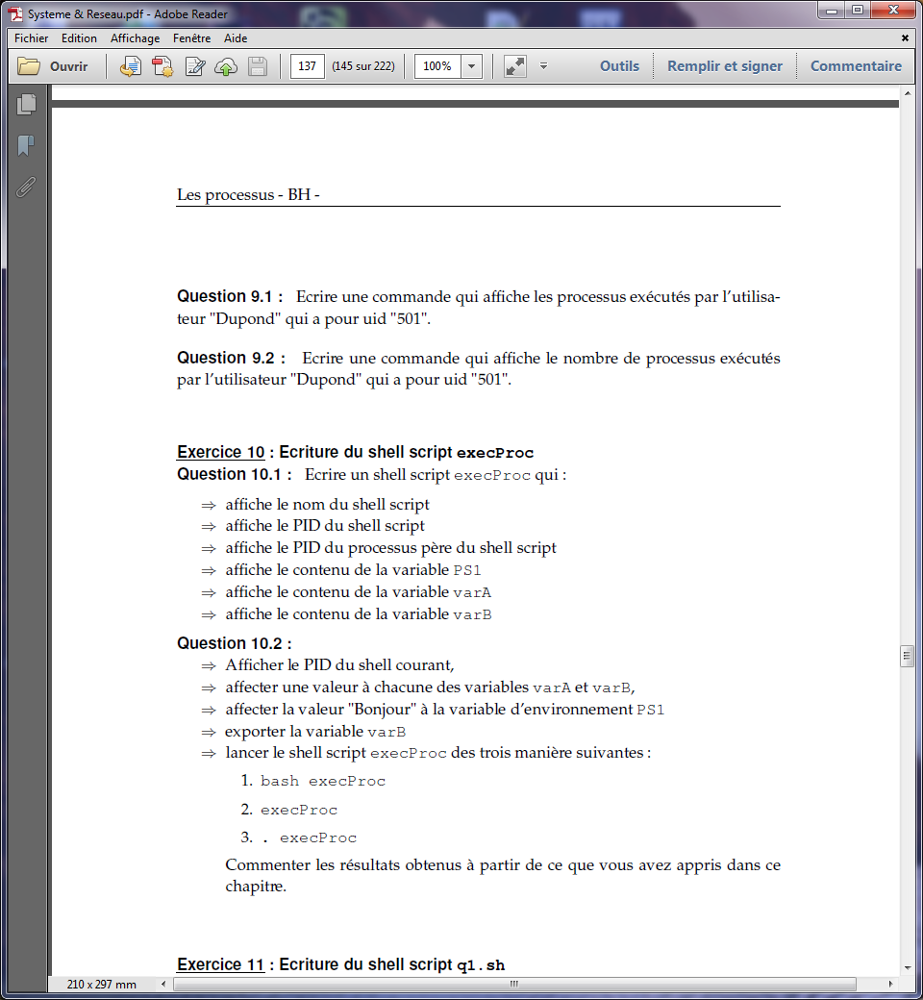 Systeme & Reseau.pdf - Adobe Reader
Fichier Edition Affichage Fenêtre Aide
Ouvrir 137 (145 sur 222) 100% Outils Remplir et signer Commentaire
Les processus - BH -
Question 9.1 : Ecrire une commande qui affiche les processus exécutés par l'utilisa-
teur "Dupond" qui a pour uid "501".
Question 9.2 : Ecrire une commande qui affiche le nombre de processus exécutés
par l'utilisateur "Dupond" qui a pour uid "501".
Exercice 10 : Ecriture du shell script execProc
Question 10.1 : Ecrire un shell script execProc qui :
⇒ affiche le nom du shell script
⇒ affiche le PID du shell script
⇒ affiche le PID du processus père du shell script
⇒ affiche le contenu de la variable PS1
⇒ affiche le contenu de la variable varA
⇒ affiche le contenu de la variable varB
Question 10.2 :
⇒ Afficher le PID du shell courant,
⇒ affecter une valeur à chacune des variables varA et varB,
⇒ affecter la valeur "Bonjour" à la variable d'environnement PS1
⇒ exporter la variable varB
⇒ lancer le shell script execProc des trois manière suivantes :
1. bash execProc
2. execProc
3. . execProc
Commenter les résultats obtenus à partir de ce que vous avez appris dans ce
chapitre.
Exercice 11 : Ecriture du shell script q1.sh
210 x 297 mm